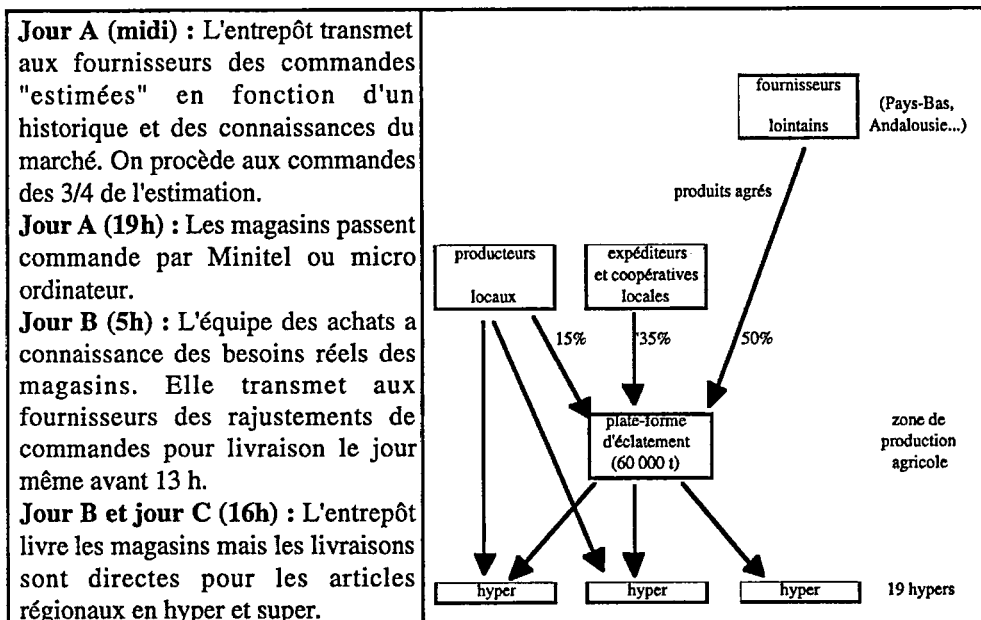 Jour A (midi) : L'entrepôt transmet
aux fournisseurs des commandes
"estimées" en fonction d'un
historique et des connaissances du
marché. On procède aux commandes
des 3/4 de l'estimation.
Jour A (19h) : Les magasins passent
commande par Minitel ou micro
ordinateur.
Jour B (5h) : L'équipe des achats a
connaissance des besoins réels des
magasins. Elle transmet aux
fournisseurs des rajustements de
commandes pour livraison le jour
même avant 13 h.
Jour B et jour C (16h) : L'entrepôt
livre les magasins mais les livraisons
sont directes pour les articles
régionaux en hyper et super.
fournisseurs
lointains
(Pays-Bas,
Andalousie...)
produits agrés
producteurs
locaux
expéditeurs
et coopératives
locales
15%
35%
50%
plate-forme
d'éclatement
(60 000 t)
zone de
production
agricole
hyper
hyper
hyper
19 hypers